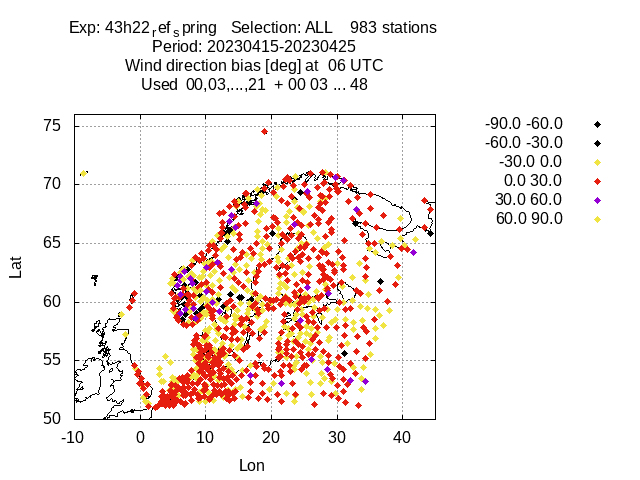 Exp: 43h22ref_spring   Selection: ALL    983 stations
Period: 20230415-20230425
Wind direction bias [deg] at  06 UTC
Used  00,03,...,21  + 00 03 ... 48
-90.0 -60.0
-60.0 -30.0
-30.0 0.0
0.0 30.0
30.0 60.0
60.0 90.0
75
70
65
60
55
50
Lat
-10 0 10 20 30 40
Lon